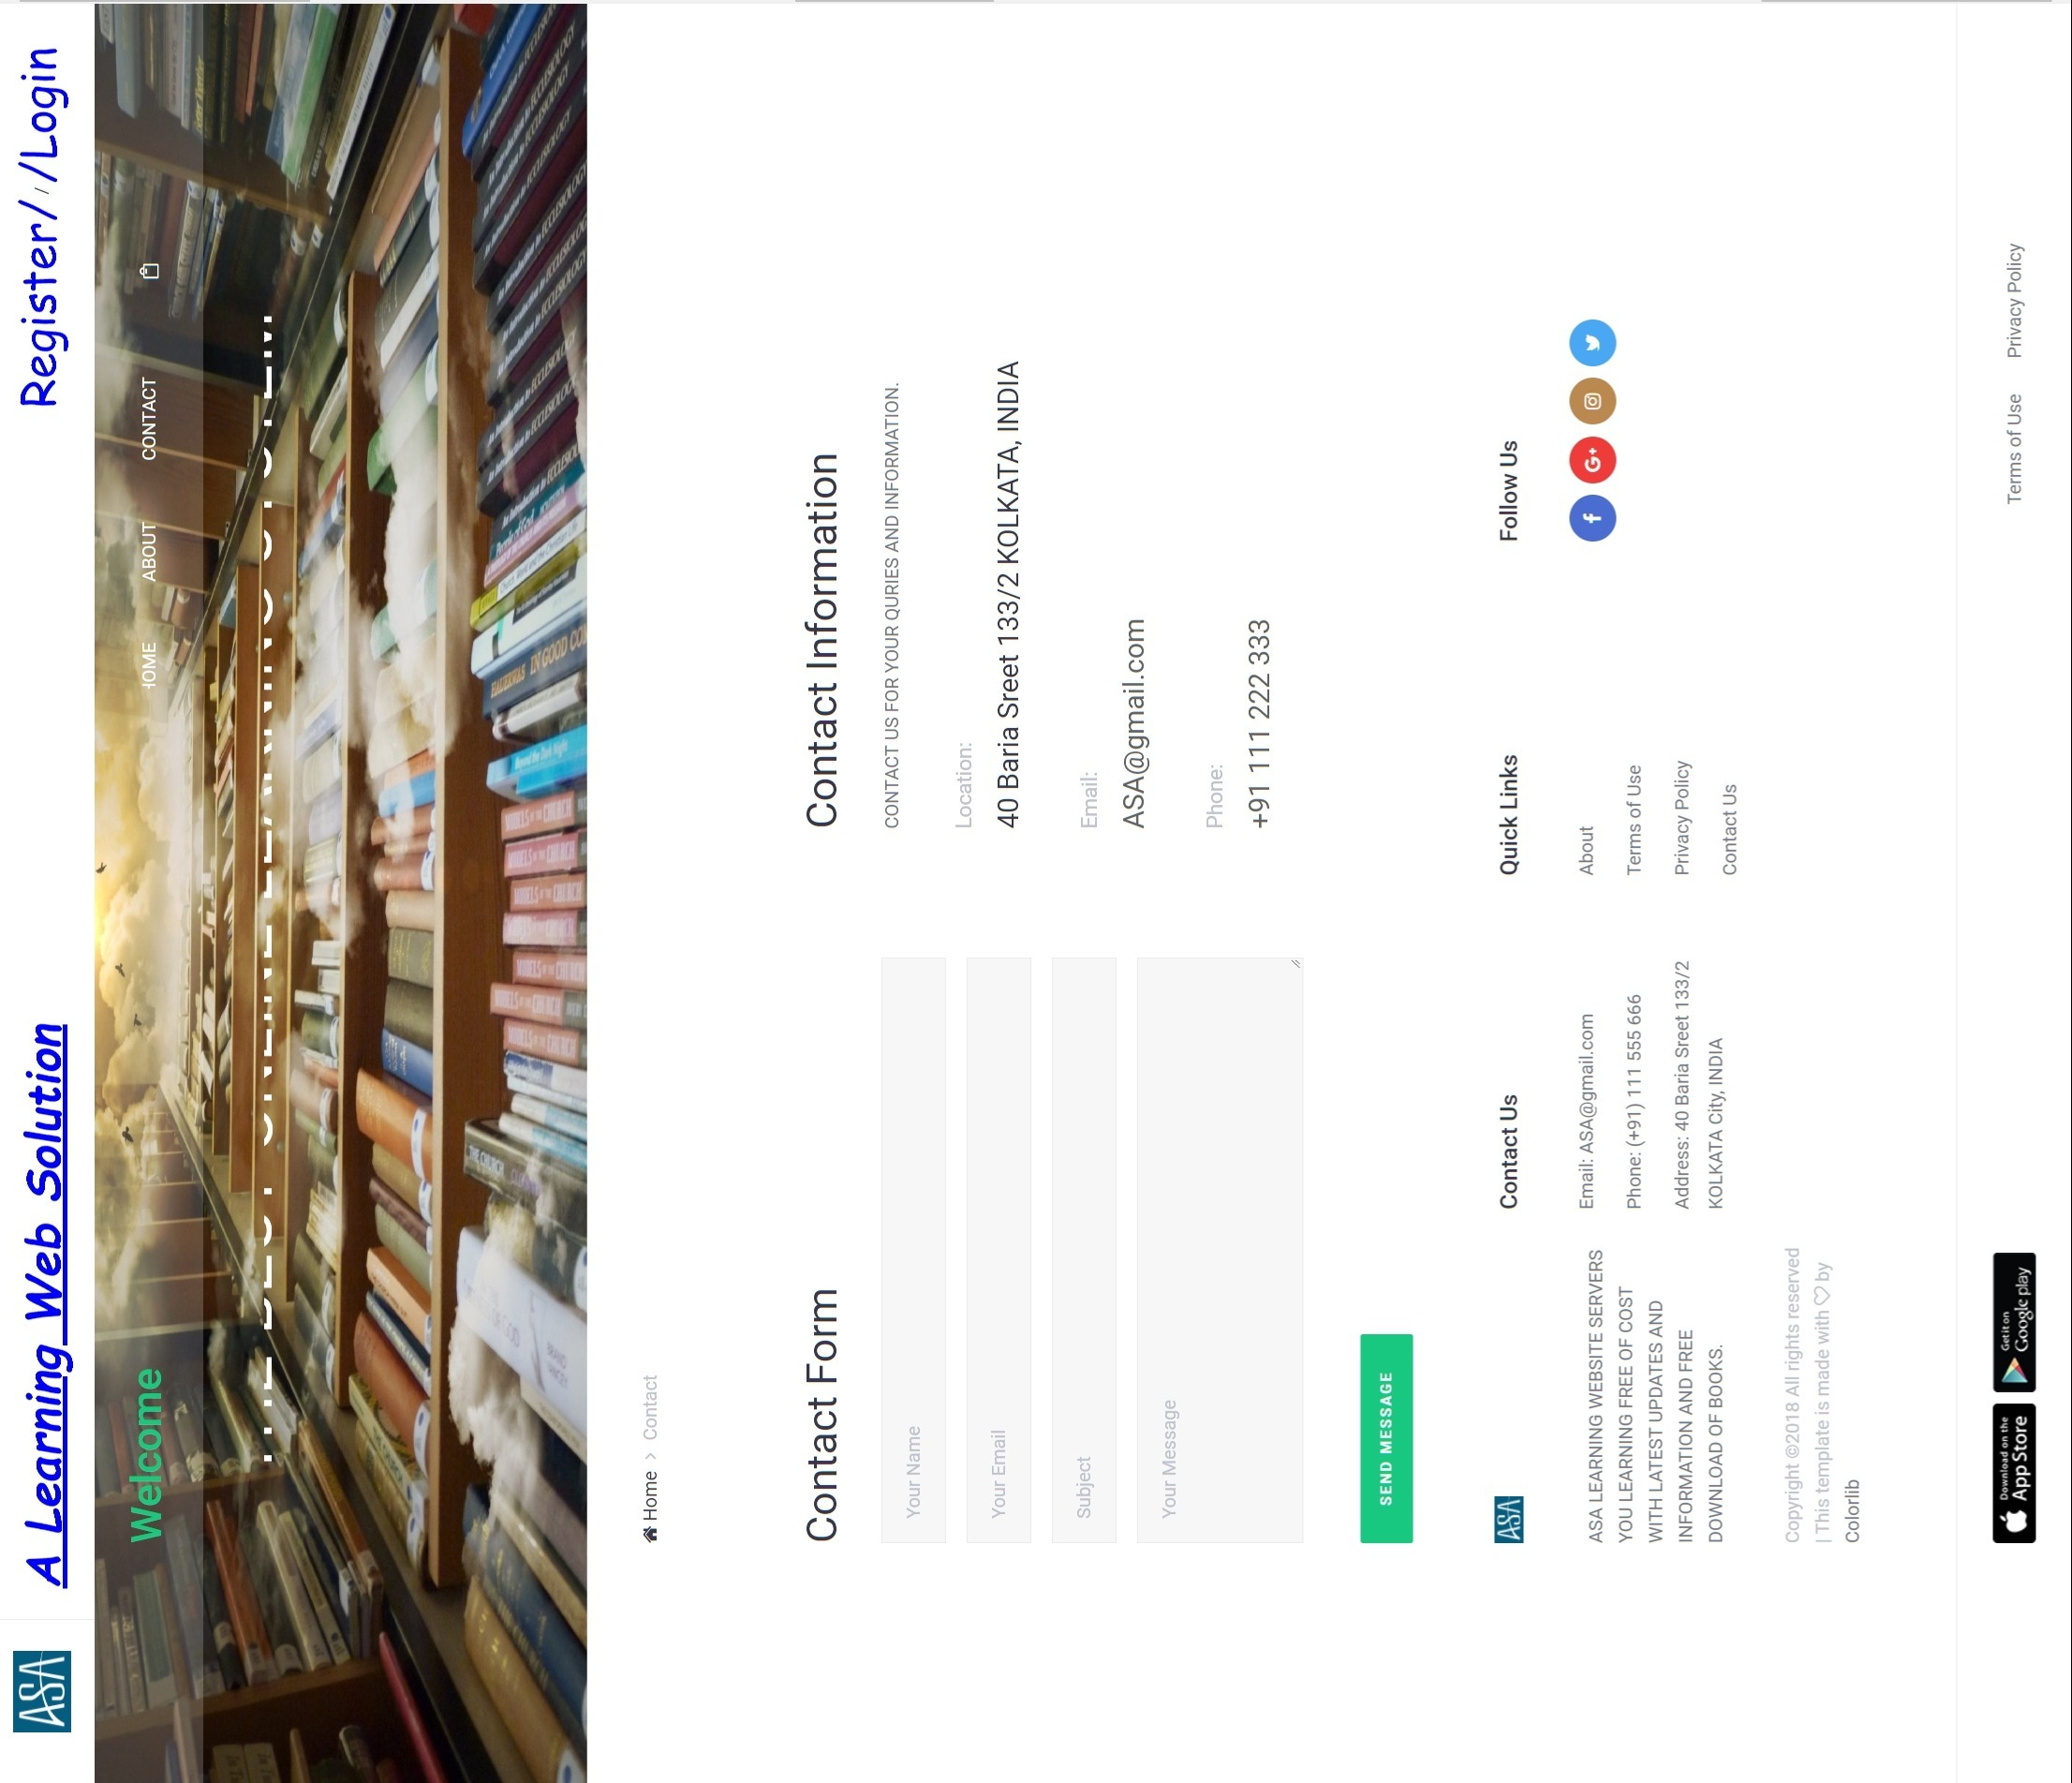 ASA
A Learning Web Solution
Register/ / /Login
Welcome
HOME ABOUT CONTACT
Home > Contact
Contact Form
Your Name
Your Email
Subject
Your Message
SEND MESSAGE
Contact Information
CONTACT US FOR YOUR QURIES AND INFORMATION.
Location:
40 Baria Sreet 133/2 KOLKATA, INDIA
Email:
ASA@gmail.com
Phone:
+91 111 222 333
ASA
ASA LEARNING WEBSITE SERVERS
YOU LEARNING FREE OF COST
WITH LATEST UPDATES AND
INFORMATION AND FREE
DOWNLOAD OF BOOKS.
Copyright ©2018 All rights reserved
| This template is made with ♡ by
Colorlib
Contact Us
Email: ASA@gmail.com
Phone: (+91) 111 555 666
Address: 40 Baria Sreet 133/2
KOLKATA City, INDIA
Quick Links
About
Terms of Use
Privacy Policy
Contact Us
Follow Us
Download on the
App Store
Get it on
Google play
Terms of Use Privacy Policy